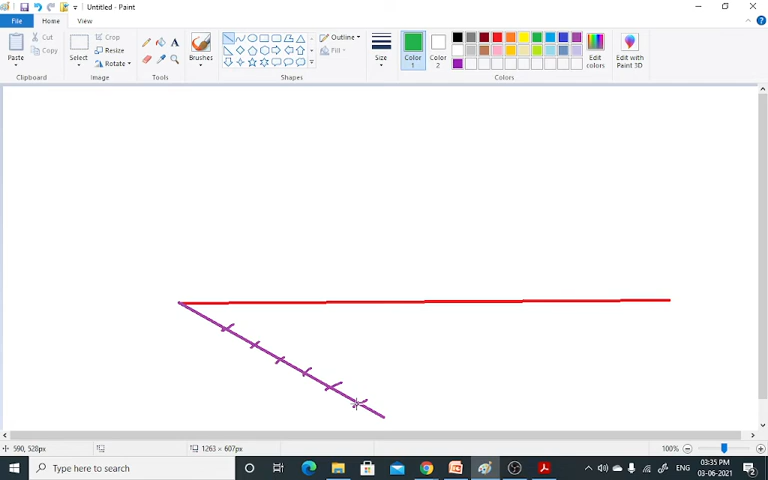 Untitled - Paint
File
Home
View
Paste
Cut
Copy
Clipboard
Select
Crop
Resize
Rotate
Image
A
Tools
Brushes
Outline
Fill
Shapes
Size
Color 1
Color 2
Edit colors
Colors
Edit with Paint 3D
590, 528px
1263 × 607px
100%
Type here to search
ENG
03:35 PM
03-06-2021
2